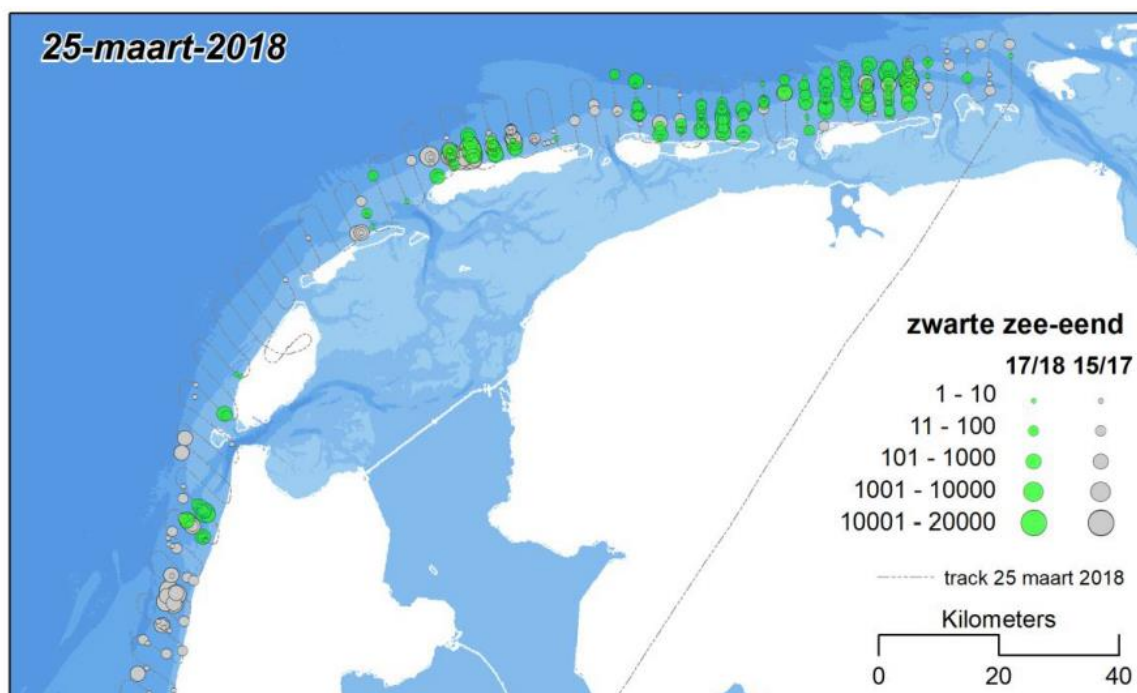 25-maart-2018
zwarte zee-eend
17/18 15/17
1 - 10
11 - 100
101 - 1000
1001 - 10000
10001 - 20000
track 25 maart 2018
Kilometers
0 20 40